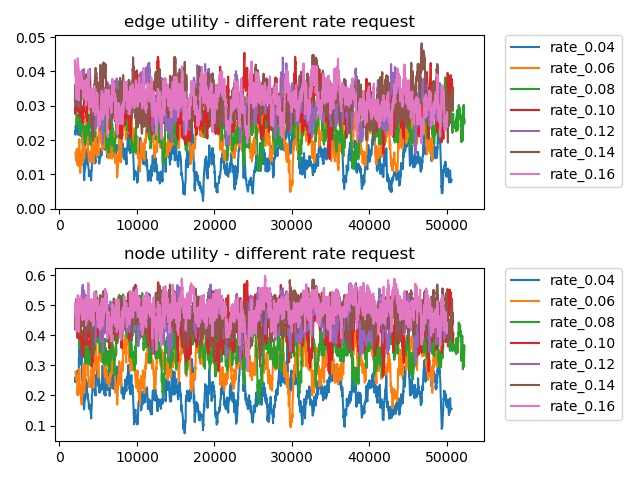 edge utility - different rate request
0.05
0.04
0.03
0.02
0.01
0.00
0
10000
20000
30000
40000
50000
rate_0.04
rate_0.06
rate_0.08
rate_0.10
rate_0.12
rate_0.14
rate_0.16
node utility - different rate request
0.6
0.5
0.4
0.3
0.2
0.1
0
10000
20000
30000
40000
50000
rate_0.04
rate_0.06
rate_0.08
rate_0.10
rate_0.12
rate_0.14
rate_0.16